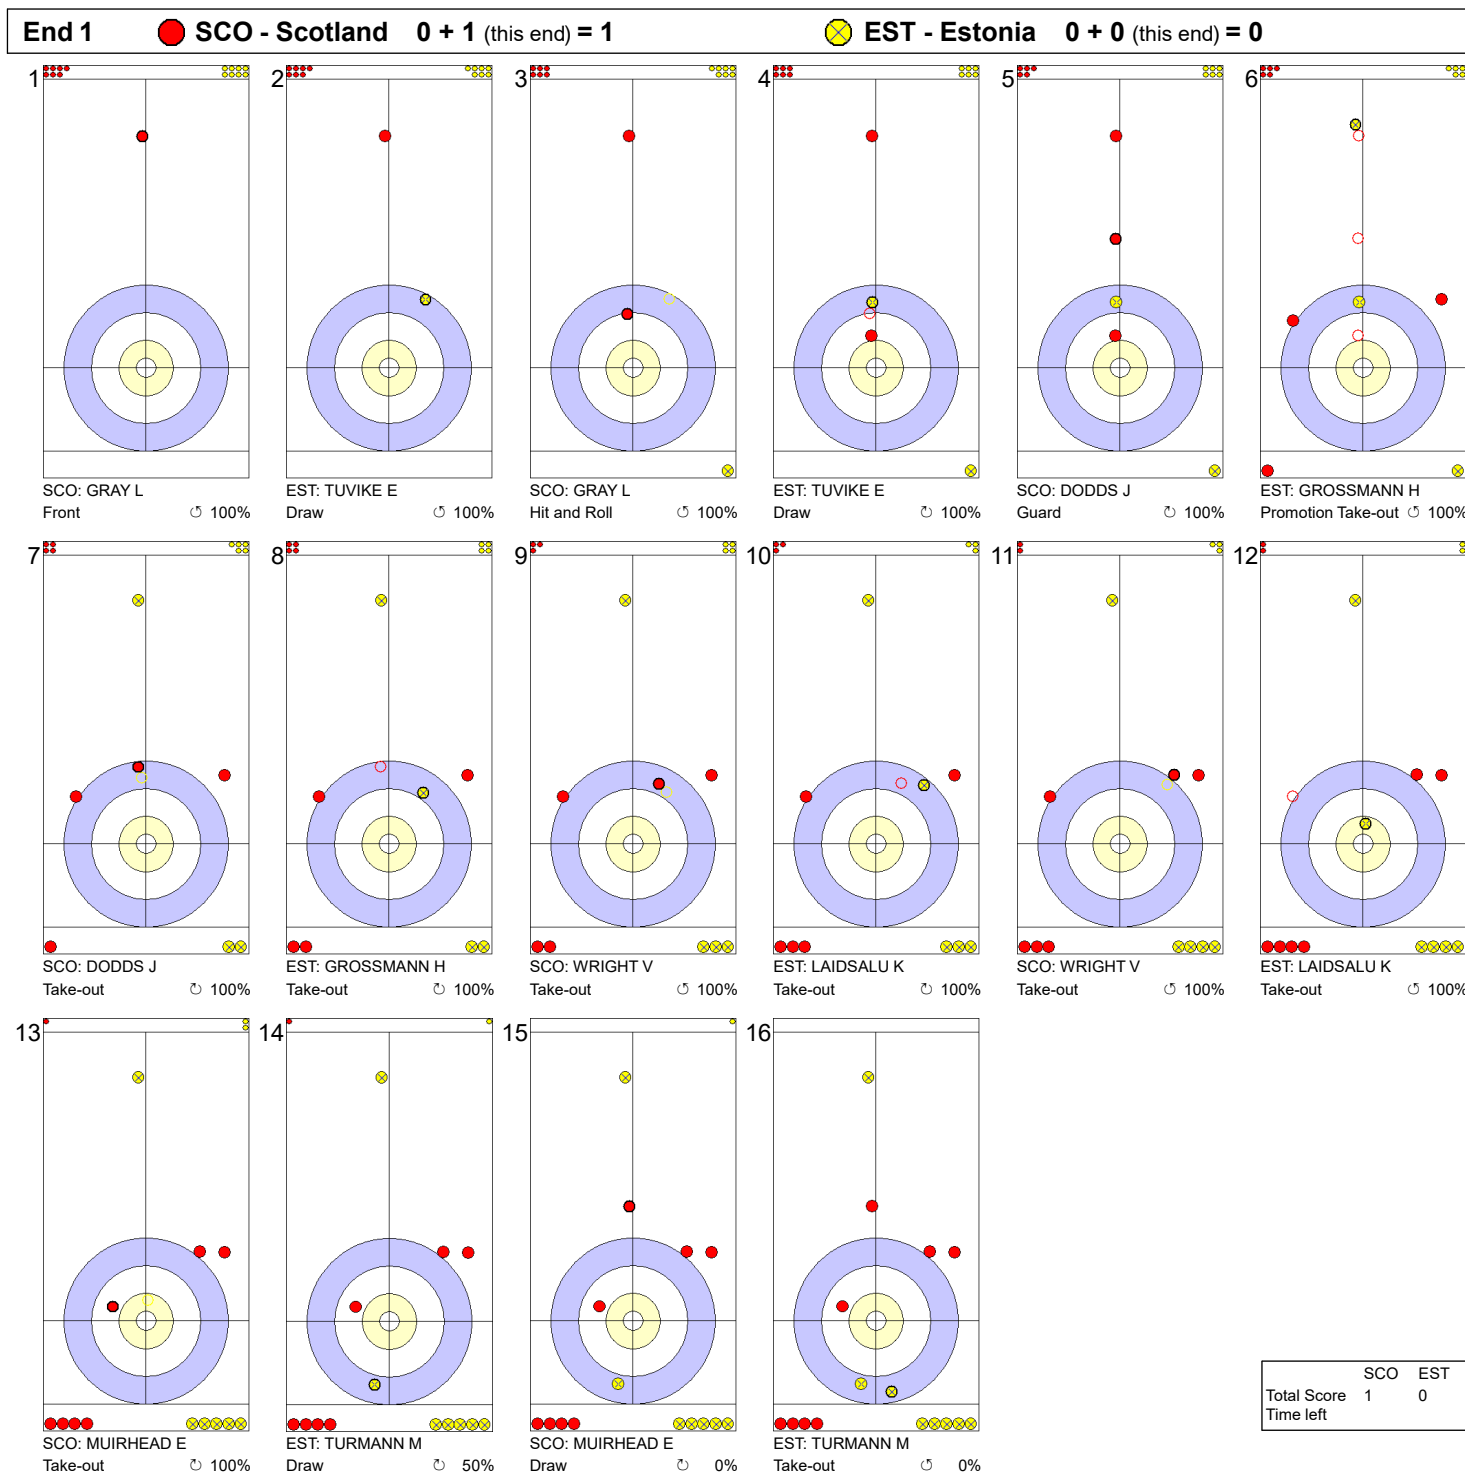 End 1 SCO - Scotland 0 + 1 (this end) = 1 EST - Estonia 0 + 0 (this end) = 0
1 2 3 4 5 6
SCO: GRAY L EST: TUVIKE E SCO: GRAY L EST: TUVIKE E SCO: DODDS J EST: GROSSMANN H
Front ↺ 100% Draw ↻ 100% Hit and Roll ↺ 100% Draw ↻ 100% Guard ↻ 100% Promotion Take-out ↺ 100%
7 8 9 10 11 12
SCO: DODDS J EST: GROSSMANN H SCO: WRIGHT V EST: LAIDSALU K SCO: WRIGHT V EST: LAIDSALU K
Take-out ↻ 100% Take-out ↻ 100% Take-out ↺ 100% Take-out ↺ 100% Take-out ↺ 100% Take-out ↺ 100%
13 14 15 16
SCO: MUIRHEAD E EST: TURMANN M SCO: MUIRHEAD E EST: TURMANN M
Take-out ↻ 100% Draw ↻ 50% Draw ↻ 0% Take-out ↺ 0%
SCO EST
Total Score 1 0
Time left